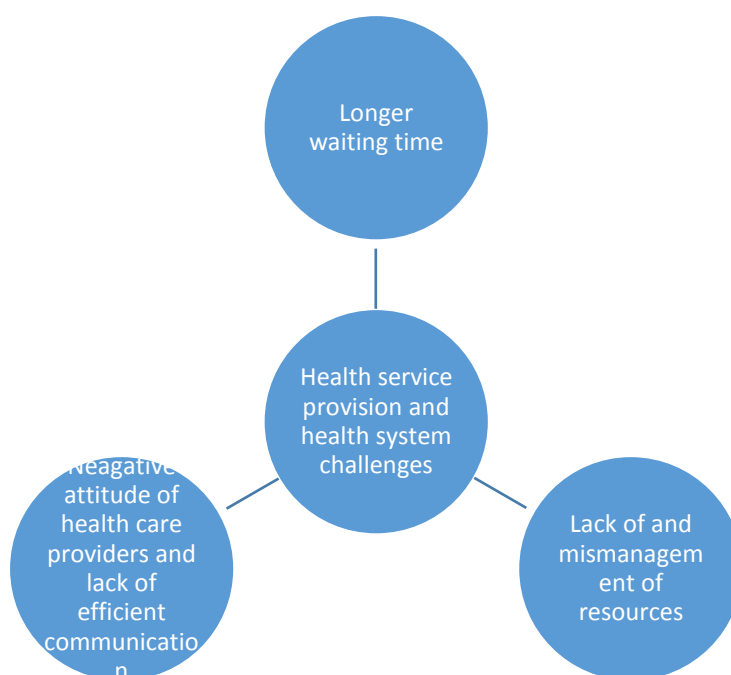 Longer
waiting time
Health service
provision and
health system
challenges
Neagative
attitude of
health care
providers and
lack of
efficient
communicatio
n
Lack of and
mismanagem
ent of
resources